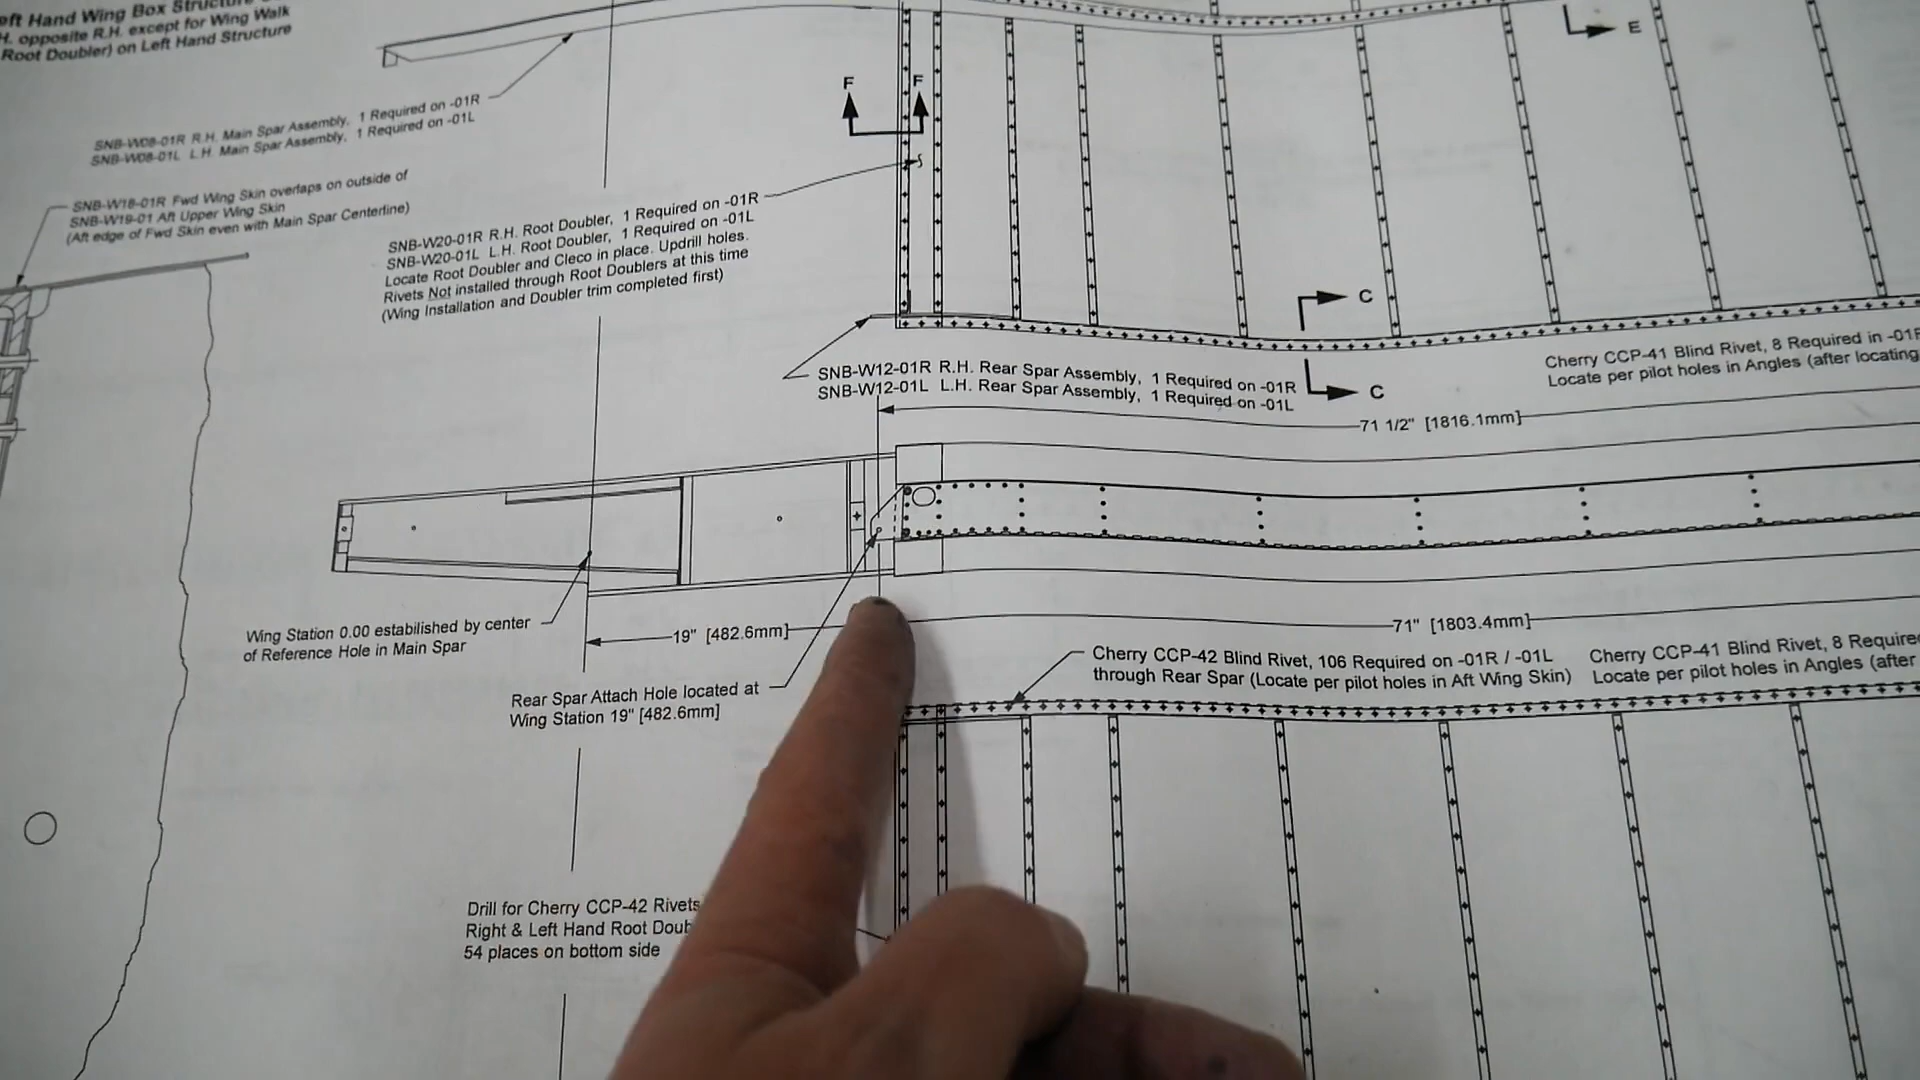 eft Hand Wing Box
H. opposite R.H. except for Wing Walk
Root Doubler) on Left Hand Structure
SNB-W08-01R R.H. Main Spar Assembly, 1 Required on -01R
SNB-W08-01L L.H. Main Spar Assembly, 1 Required on -01L
SNB-W18-01R Fwd Wing Skin overlaps on outside of
SNB-W19-01 Aft Upper Wing Skin
(Aft edge of Fwd Skin even with Main Spar Centerline)
F F
E
SNB-W20-01R R.H. Root Doubler, 1 Required on -01R
SNB-W20-01L L.H. Root Doubler, 1 Required on -01L
Locate Root Doubler and Cleco in place. Updrill holes.
Rivets Not installed through Root Doublers at this time
(Wing Installation and Doubler trim completed first)
C
SNB-W12-01R R.H. Rear Spar Assembly, 1 Required on -01R
SNB-W12-01L L.H. Rear Spar Assembly, 1 Required on -01L
C
Cherry CCP-41 Blind Rivet, 8 Required in -01R
Locate per pilot holes in Angles (after locating
71 1/2" [1816.1mm]
Wing Station 0.00 estabilished by center
of Reference Hole in Main Spar
19" [482.6mm]
71" [1803.4mm]
Rear Spar Attach Hole located at
Wing Station 19" [482.6mm]
Cherry CCP-42 Blind Rivet, 106 Required on -01R / -01L
through Rear Spar (Locate per pilot holes in Aft Wing Skin)
Cherry CCP-41 Blind Rivet, 8 Require
Locate per pilot holes in Angles (after
Drill for Cherry CCP-42 Rivets
Right & Left Hand Root Doub
54 places on bottom side